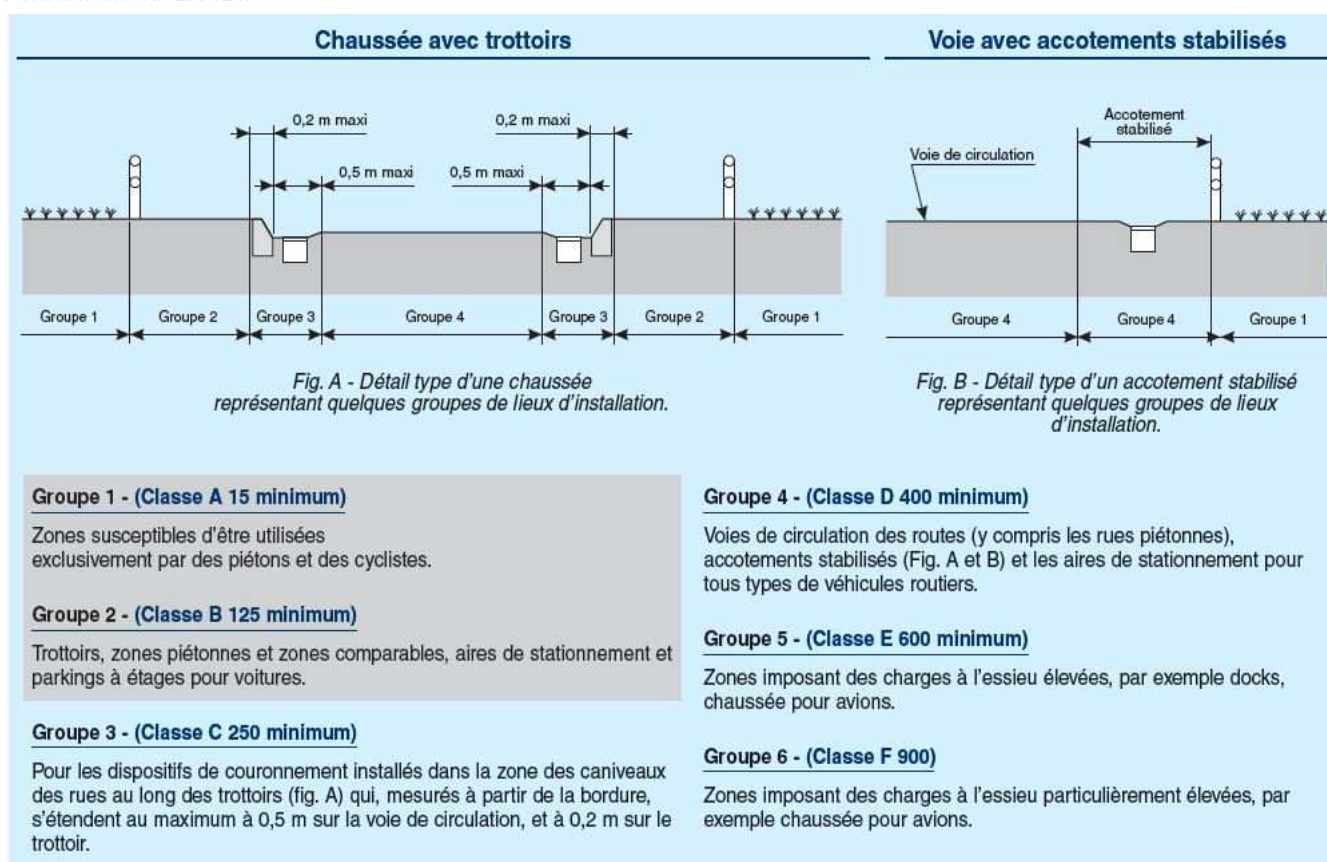 Chaussée avec trottoirs
0,2 m maxi
0,2 m maxi
0,5 m maxi
0,5 m maxi
Groupe 1
Groupe 2
Groupe 3
Groupe 4
Groupe 3
Groupe 2
Groupe 1
Fig. A - Détail type d'une chaussée
représentant quelques groupes de lieux d'installation.
Voie avec accotements stabilisés
Accotement
stabilisé
Voie de circulation
Groupe 4
Groupe 4
Groupe 1
Fig. B - Détail type d'un accotement stabilisé
représentant quelques groupes de lieux
d'installation.
Groupe 1 - (Classe A 15 minimum)
Zones susceptibles d'être utilisées
exclusivement par des piétons et des cyclistes.
Groupe 2 - (Classe B 125 minimum)
Trottoirs, zones piétonnes et zones comparables, aires de stationnement et
parkings à étages pour voitures.
Groupe 3 - (Classe C 250 minimum)
Pour les dispositifs de couronnement installés dans la zone des caniveaux
des rues au long des trottoirs (fig. A) qui, mesurés à partir de la bordure,
s'étendent au maximum à 0,5 m sur la voie de circulation, et à 0,2 m sur le
trottoir.
Groupe 4 - (Classe D 400 minimum)
Voies de circulation des routes (y compris les rues piétonnes),
accotements stabilisés (Fig. A et B) et les aires de stationnement pour
tous types de véhicules routiers.
Groupe 5 - (Classe E 600 minimum)
Zones imposant des charges à l'essieu élevées, par exemple docks,
chaussée pour avions.
Groupe 6 - (Classe F 900)
Zones imposant des charges à l'essieu particulièrement élevées, par
exemple chaussée pour avions.